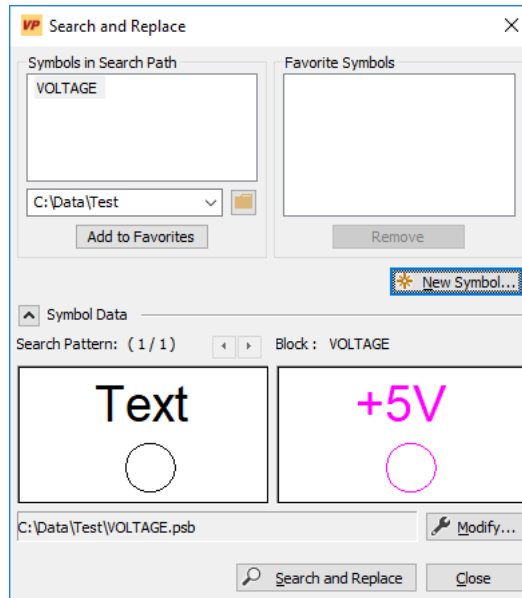 VP Search and Replace
Symbols in Search Path
Favorite Symbols
VOLTAGE
C:\Data\Test
Add to Favorites
Remove
New Symbol...
Symbol Data
Search Pattern: ( 1 / 1 )
Block : VOLTAGE
Text
+5V
C:\Data\Test\VOLTAGE.psb
Modify...
Search and Replace
Close